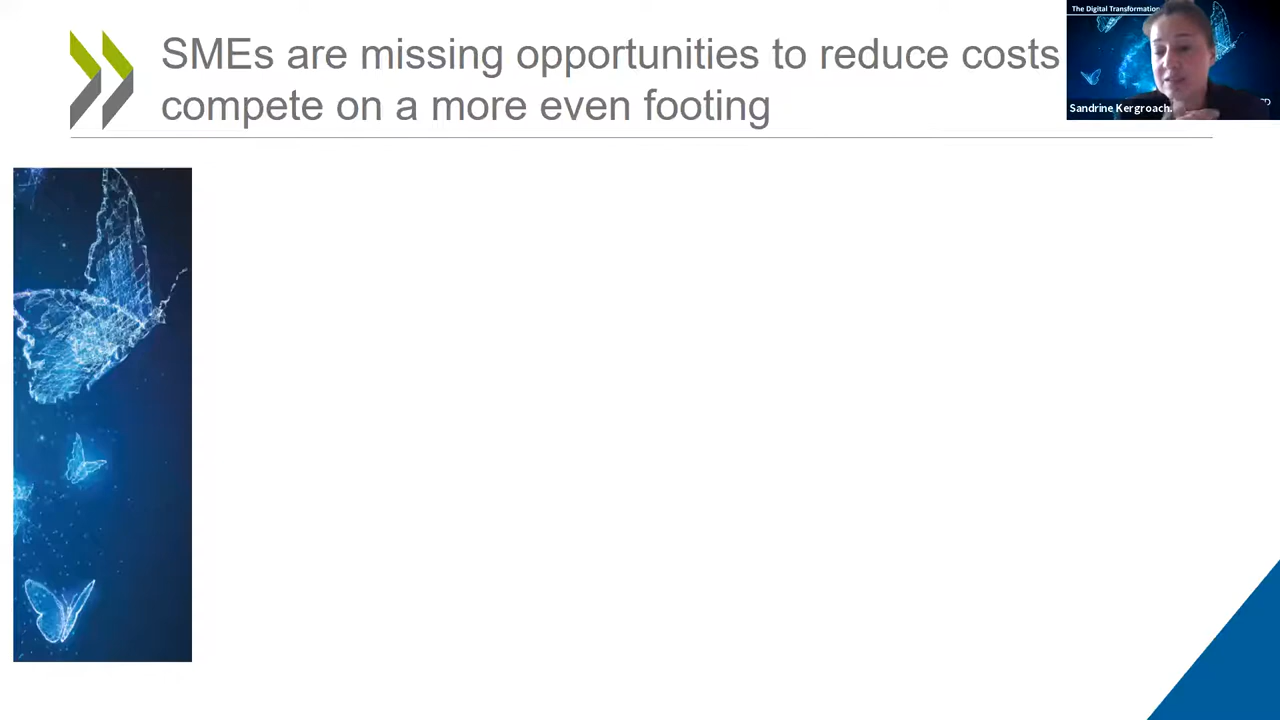 SMEs are missing opportunities to reduce costs
compete on a more even footing
The Digital Transformation
Sandrine Kergroach.